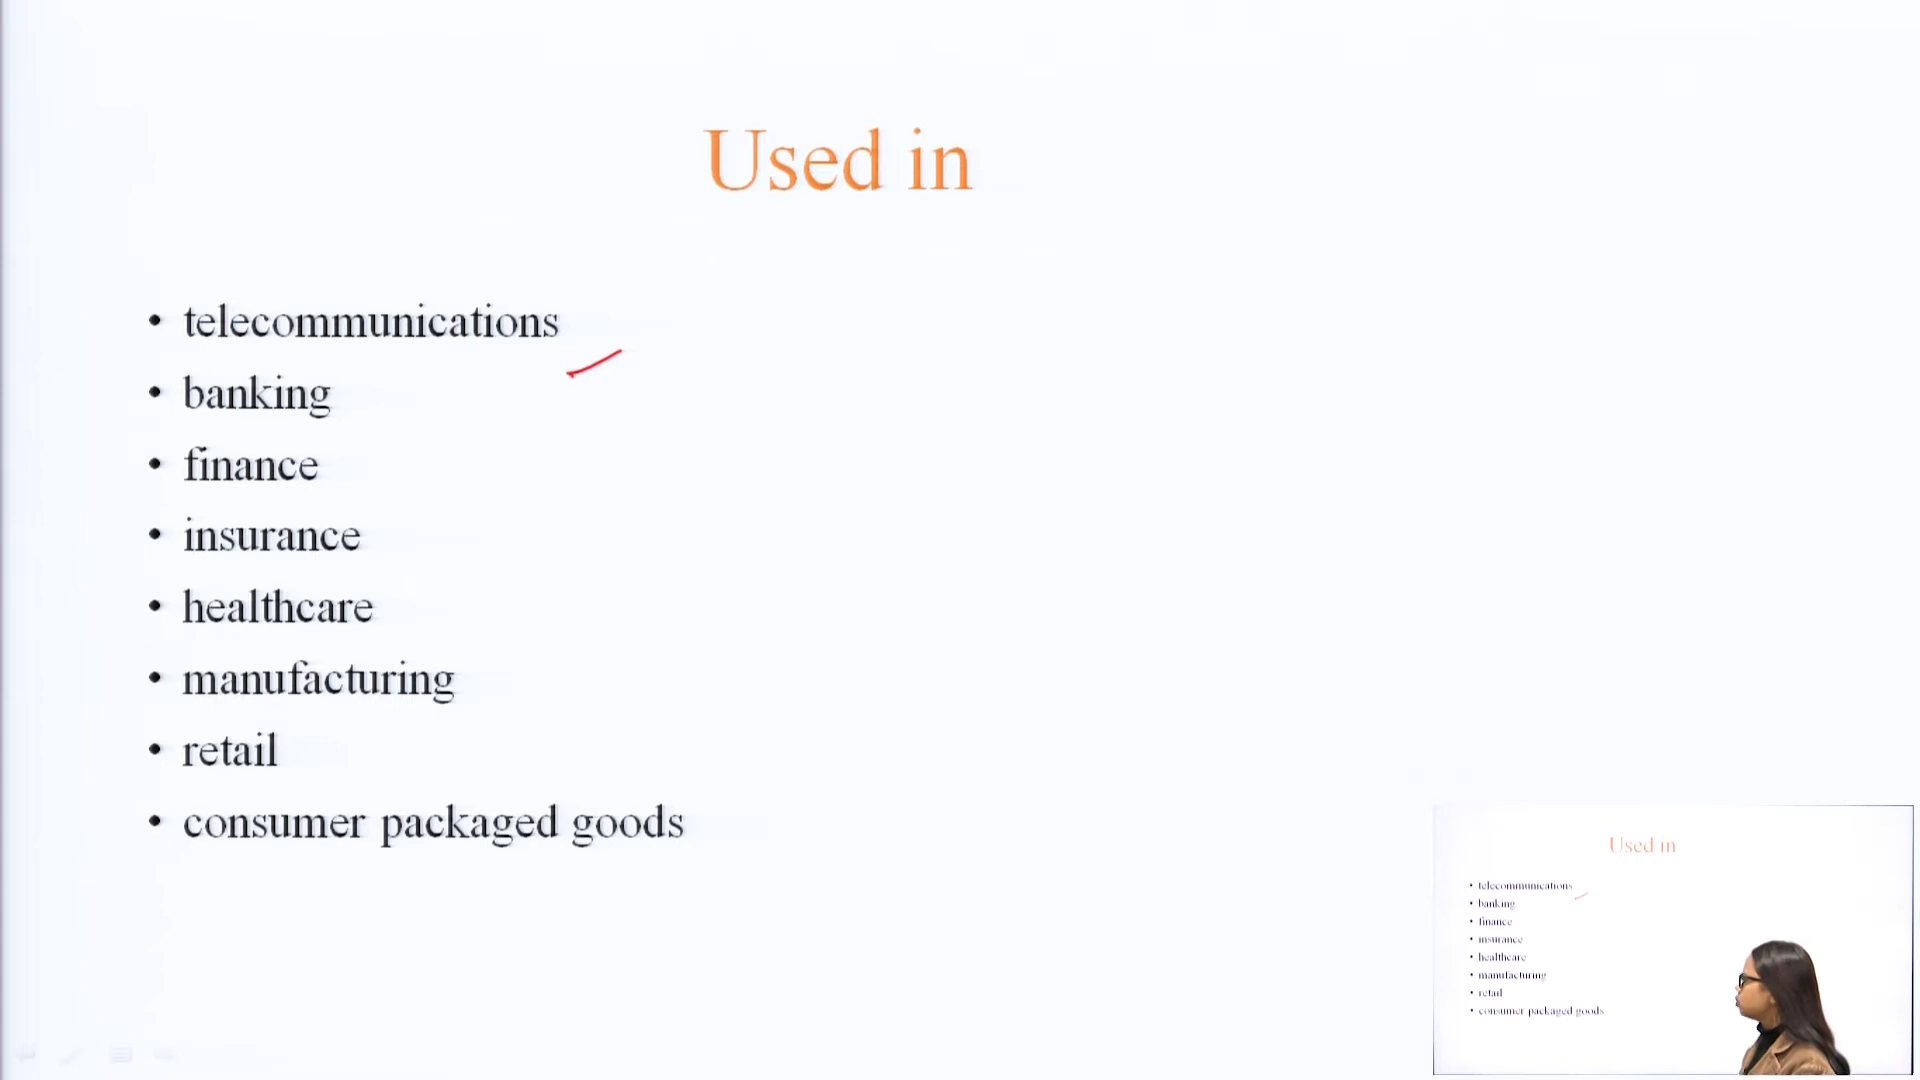 Used in
• telecommunications
• banking
• finance
• insurance
• healthcare
• manufacturing
• retail
• consumer packaged goods
Used in
• telecommunications
• banking
• finance
• insurance
• healthcare
• manufacturing
• retail
• consumer packaged goods